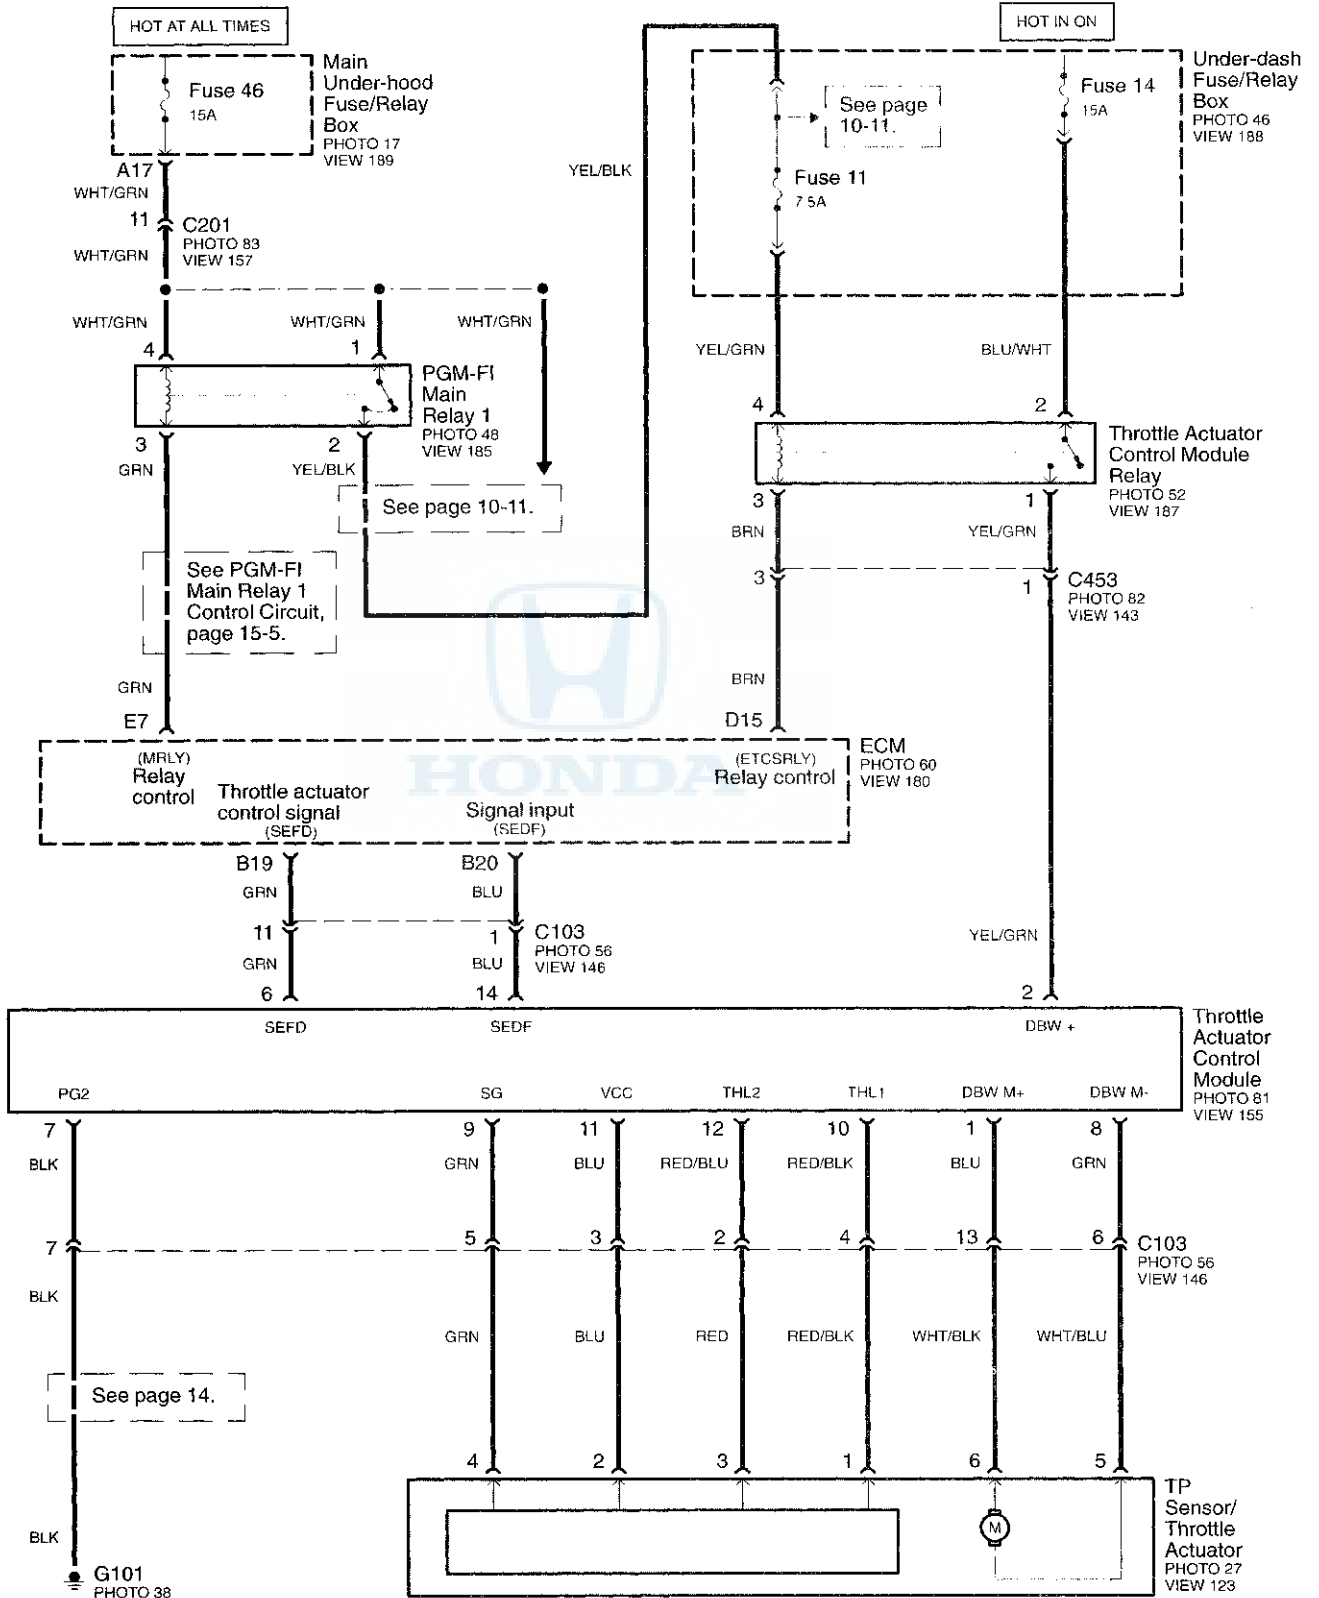 HOT AT ALL TIMES
HOT IN ON
Fuse 46
15A
Main
Under-hood
Fuse/Relay
Box
PHOTO 17
VIEW 189
See page
10-11.
Fuse 14
15A
Under-dash
Fuse/Relay
Box
PHOTO 46
VIEW 188
A17
WHT/GRN
YEL/BLK
Fuse 11
7.5A
11
C201
PHOTO 83
VIEW 157
WHT/GRN
WHT/GRN
WHT/GRN
WHT/GRN
YEL/GRN
BLU/WHT
4
1
PGM-FI
Main
Relay 1
PHOTO 48
VIEW 185
4
2
Throttle Actuator
Control Module
Relay
PHOTO 52
VIEW 187
3
2
GRN
YEL/BLK
3
1
See page 10-11.
BRN
YEL/GRN
See PGM-FI
Main Relay 1
Control Circuit,
page 15-5.
3
1
C453
PHOTO 82
VIEW 143
GRN
BRN
E7
D15
HONDA
(MRLY)
Relay
control
Throttle actuator
control signal
(SEFD)
Signal input
(SEDF)
(ETCSRLY)
Relay control
ECM
PHOTO 60
VIEW 180
B19
B20
GRN
BLU
11
1
C103
PHOTO 56
VIEW 146
GRN
BLU
YEL/GRN
6
14
2
SEFD
SEDF
DBW +
Throttle
Actuator
Control
Module
PHOTO 81
VIEW 155
PG2
SG
VCC
THL2
THL1
DBW M+
DBW M-
7
9
11
12
10
1
8
BLK
GRN
BLU
RED/BLU
RED/BLK
BLU
GRN
7
5
3
2
4
13
6
C103
PHOTO 56
VIEW 146
BLK
GRN
BLU
RED
RED/BLK
WHT/BLK
WHT/BLU
See page 14.
4
2
3
1
6
5
TP
Sensor/
Throttle
Actuator
PHOTO 27
VIEW 123
M
BLK
G101
PHOTO 38